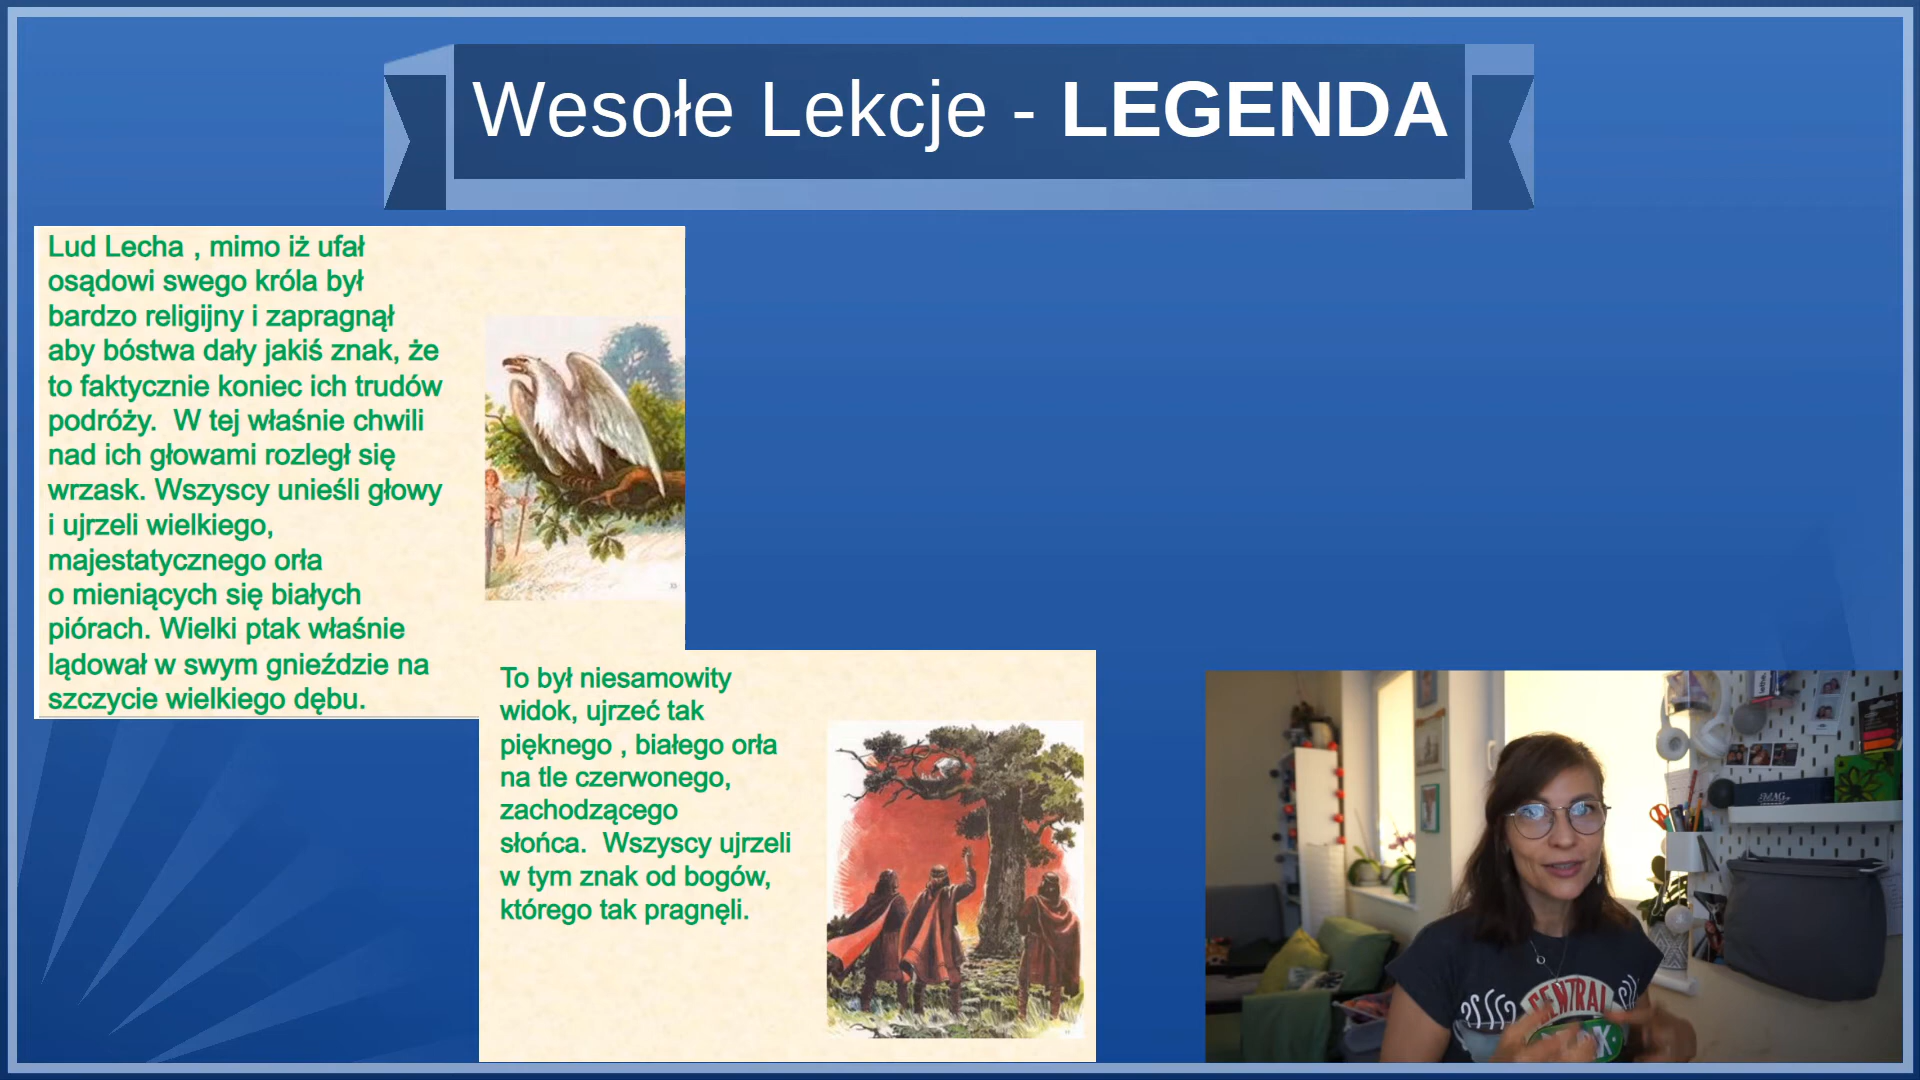 Wesołe Lekcje - LEGENDA
Lud Lecha , mimo iż ufał
osądowi swego króla był
bardzo religijny i zapragnął
aby bóstwa dały jakiś znak, że
to faktycznie koniec ich trudów
podróży.  W tej właśnie chwili
nad ich głowami rozległ się
wrzask. Wszyscy unieśli głowy
i ujrzeli wielkiego,
majestatycznego orła
o mieniących się białych
piórach. Wielki ptak właśnie
lądował w swym gnieździe na
szczycie wielkiego dębu.
To był niesamowity
widok, ujrzeć tak
pięknego , białego orła
na tle czerwonego,
zachodzącego
słońca.  Wszyscy ujrzeli
w tym znak od bogów,
którego tak pragnęli.
CENTRAL